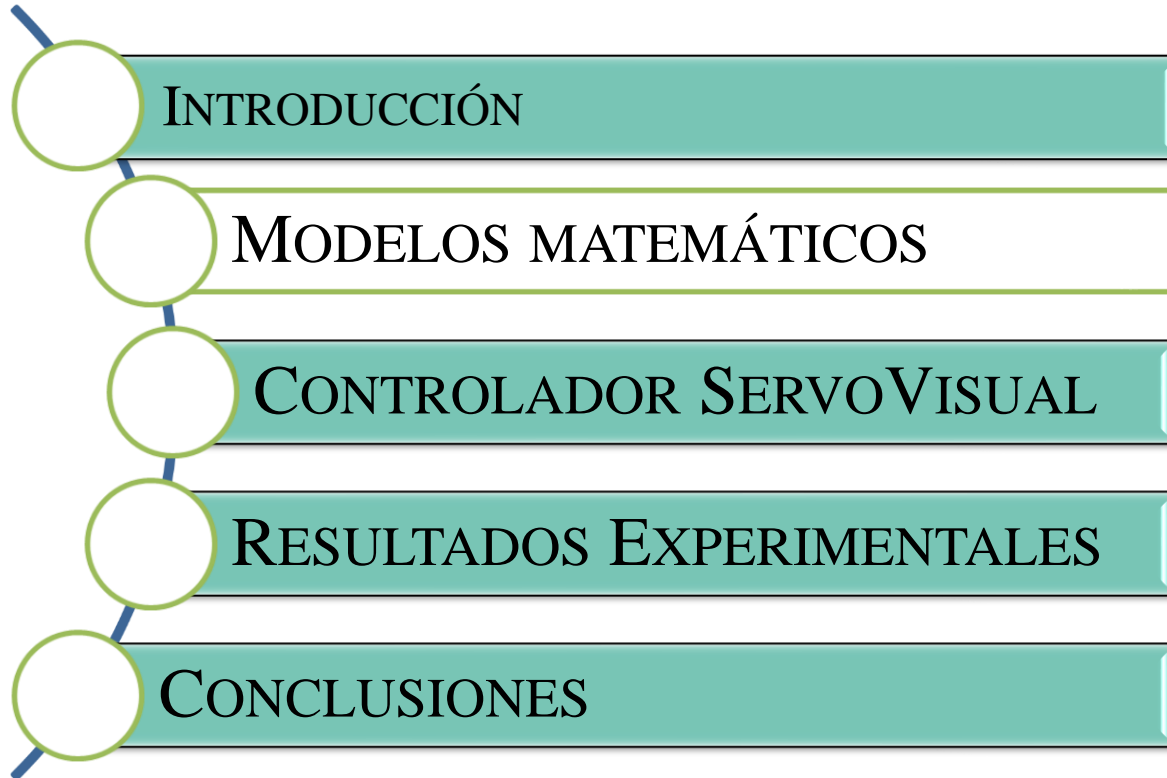 INTRODUCCIÓN
MODELOS MATEMÁTICOS
CONTROLADOR SERVOVISUAL
RESULTADOS EXPERIMENTALES
CONCLUSIONES